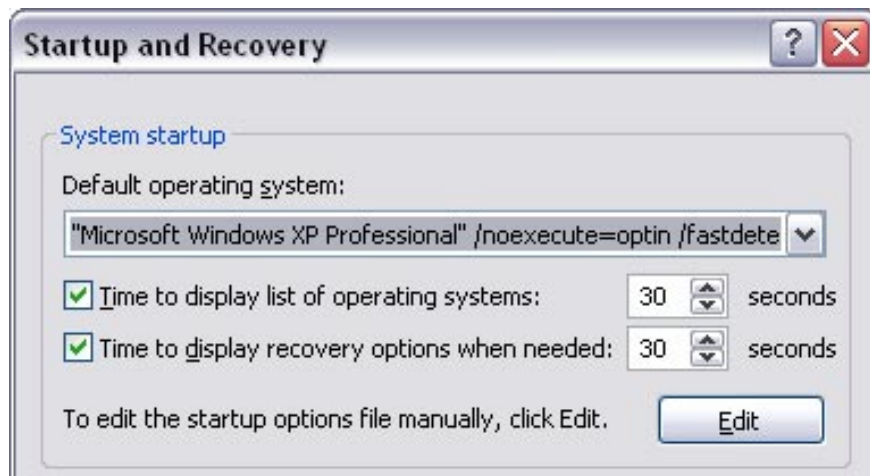 Startup and Recovery
System startup
Default operating system:
"Microsoft Windows XP Professional" /noexecute=optin /fastdete
Time to display list of operating systems: 30 seconds
Time to display recovery options when needed: 30 seconds
To edit the startup options file manually, click Edit. Edit